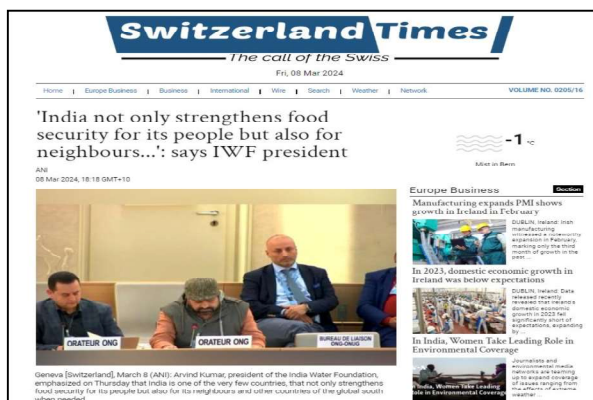 Switzerland Times
The call of the Swiss
Fri, 08 Mar 2024
Home | Europe Business | Business | International | Wire | Search | Weather | Network
VOLUME NO. 0205/16
'India not only strengthens food
security for its people but also for
neighbours...': says IWF president
ANI
08 Mar 2024, 18:18 GMT+10
ORATEUR ONG
ORATEUR ONG
BUREAU DE LIAISON
ONG-ONUG
Geneva [Switzerland], March 8 (ANI): Arvind Kumar, president of the India Water Foundation,
emphasized on Thursday that India is one of the very few countries, that not only strengthens
food security for its people but also for its neighbours and other countries of the global south
when needed
-1 °C
Mist in Bern
Europe Business
Section
Manufacturing expands PMI shows
growth in Ireland in February
DUBLIN, Ireland: Irish
manufacturing
witnessed a noteworthy
expansion in February,
marking only the third
month of growth in the
past ...
In 2023, domestic economic growth in
Ireland was below expectations
DUBLIN, Ireland: Data
released recently
revealed that Ireland's
domestic economic
growth in 2023 fell
significantly short of
expectations, expanding
by ...
In India, Women Take Leading Role in
Environmental Coverage
In India, Women Take Leading
Role in Environmental Coverage
Journalists and
environmental media
networks are teaming
up to expand coverage
of issues ranging from
the effects of extreme
weather ...